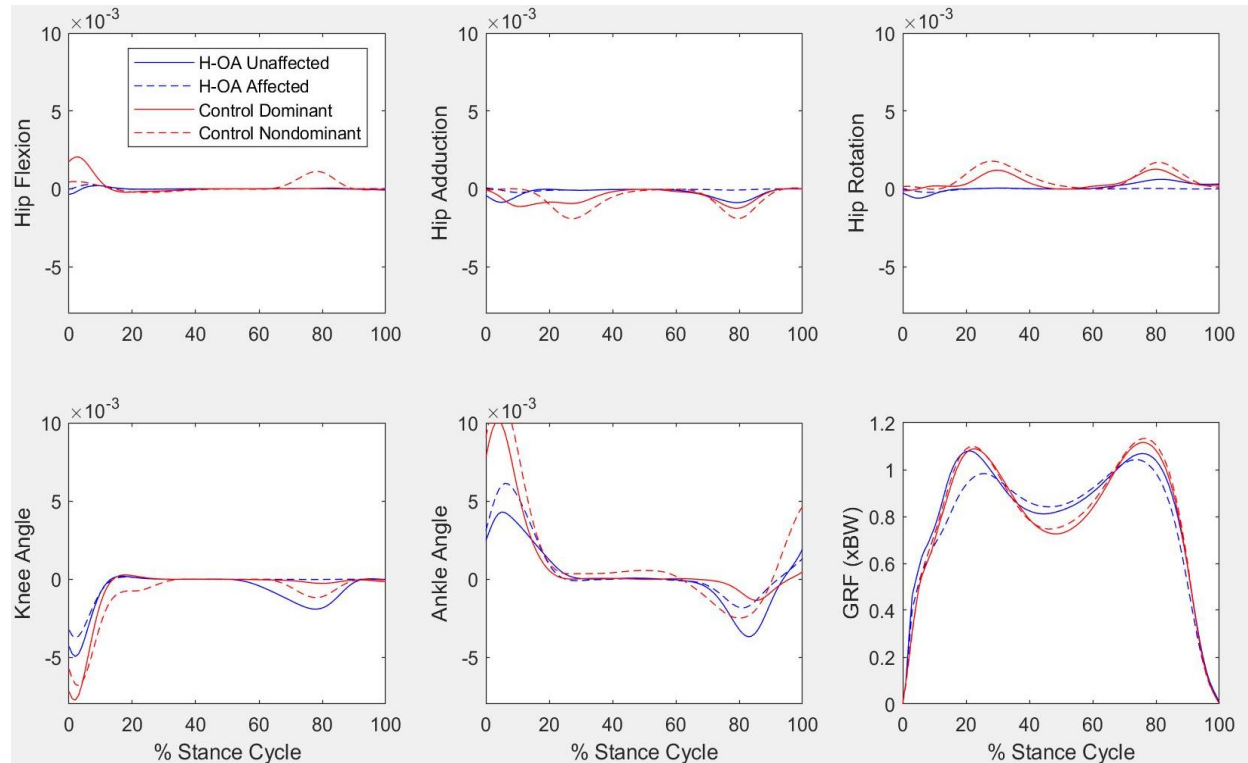 ×10⁻³
10
5
0
-5
Hip Flexion
0 20 40 60 80 100
H-OA Unaffected
H-OA Affected
Control Dominant
Control Nondominant
×10⁻³
10
5
0
-5
Hip Adduction
0 20 40 60 80 100
×10⁻³
10
5
0
-5
Hip Rotation
0 20 40 60 80 100
×10⁻³
10
5
0
-5
Knee Angle
0 20 40 60 80 100
% Stance Cycle
×10⁻³
10
5
0
-5
Ankle Angle
0 20 40 60 80 100
% Stance Cycle
1.2
1
0.8
0.6
0.4
0.2
0
GRF (xBW)
0 20 40 60 80 100
% Stance Cycle